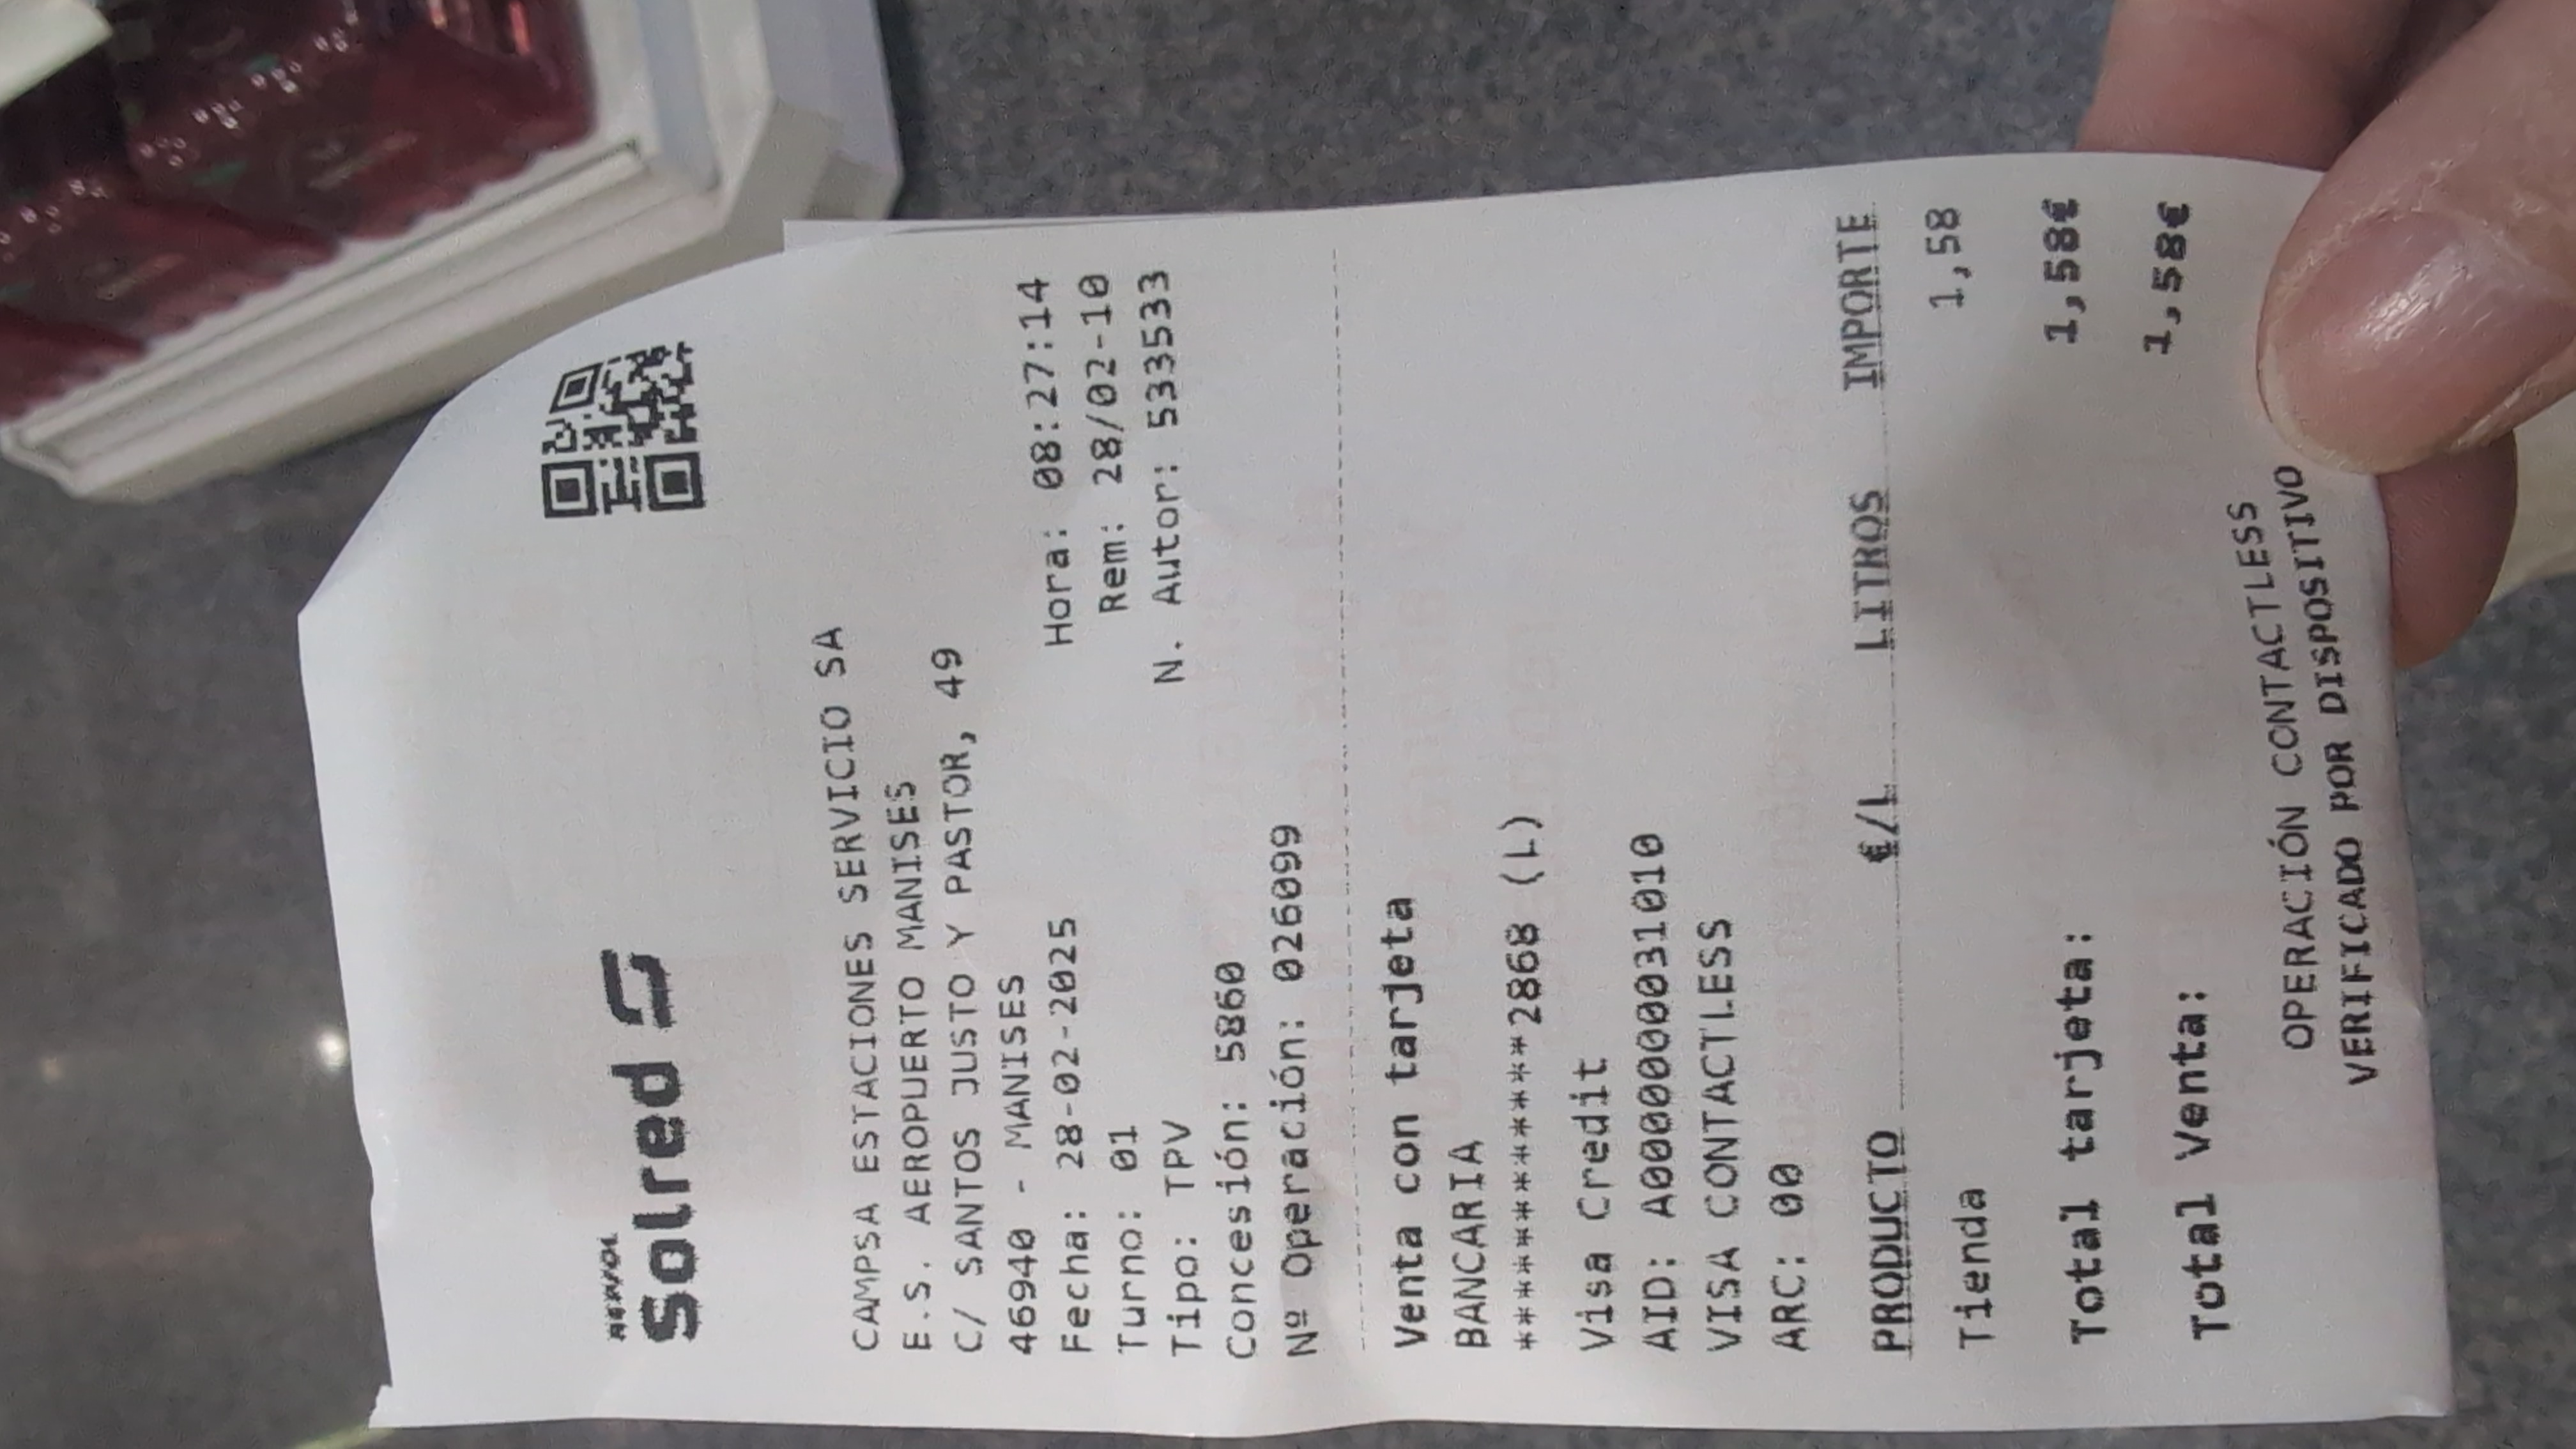 REPSOL
Solred
CAMPSA ESTACIONES SERVICIO SA
E.S. AEROPUERTO MANISES
C/ SANTOS JUSTO Y PASTOR, 49
46940 - MANISES
Fecha: 28-02-2025 Hora: 08:27:14
Turno: 01 Rem: 28/02-10
Tipo: TPV N. Autor: 533533
Concesión: 5860
Nº Operación: 026099
Venta con tarjeta
BANCARIA
************2868 (L)
Visa Credit
AID: A0000000031010
VISA CONTACTLESS
ARC: 00
PRODUCTO €/L LITROS IMPORTE
Tienda 1,58
Total tarjeta: 1,58€
Total Venta: 1,58€
OPERACIÓN CONTACTLESS
VERIFICADO POR DISPOSITIVO